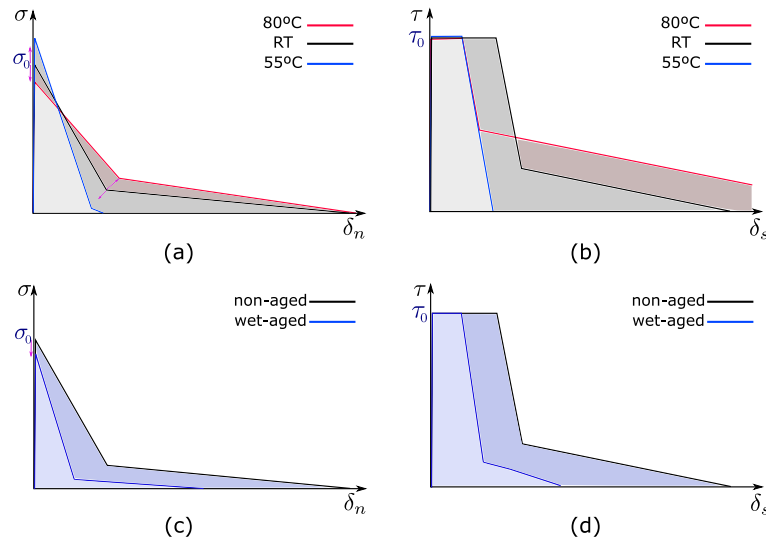 σ
80ºC
RT
55ºC
σ₀
δₙ
(a)
τ
80ºC
RT
55ºC
τ₀
δₛ
(b)
σ
non-aged
wet-aged
σ₀
δₙ
(c)
τ
non-aged
wet-aged
τ₀
δₛ
(d)